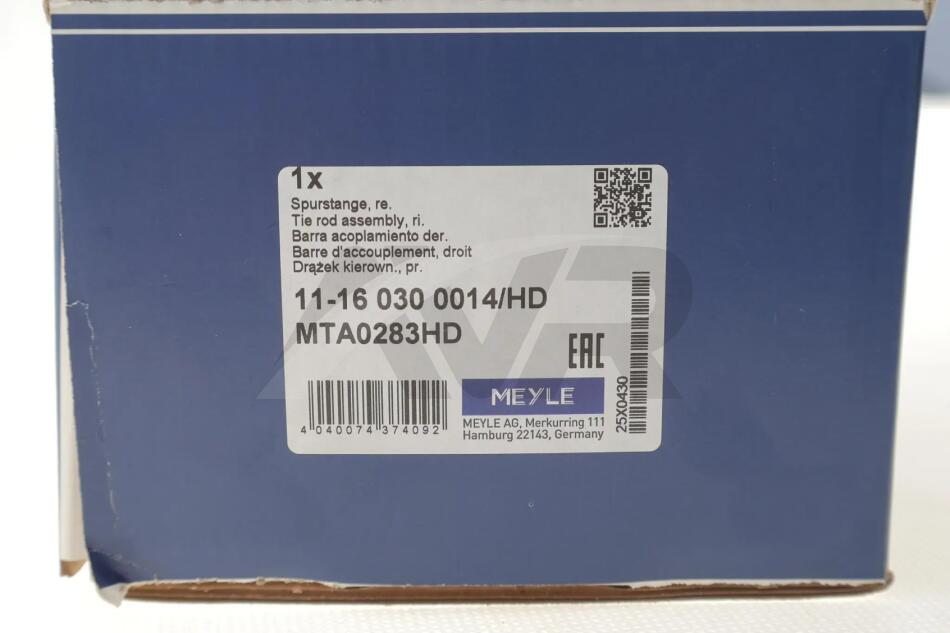 1x
Spurstange, re.
Tie rod assembly, ri.
Barra acoplamiento der.
Barre d'accouplement, droit
Drążek kierown., pr.
11-16 030 0014/HD
MTA0283HD
EAC
4 040074 374092
MEYLE
MEYLE AG, Merkurring 111
Hamburg 22143, Germany
25X0430
AVR